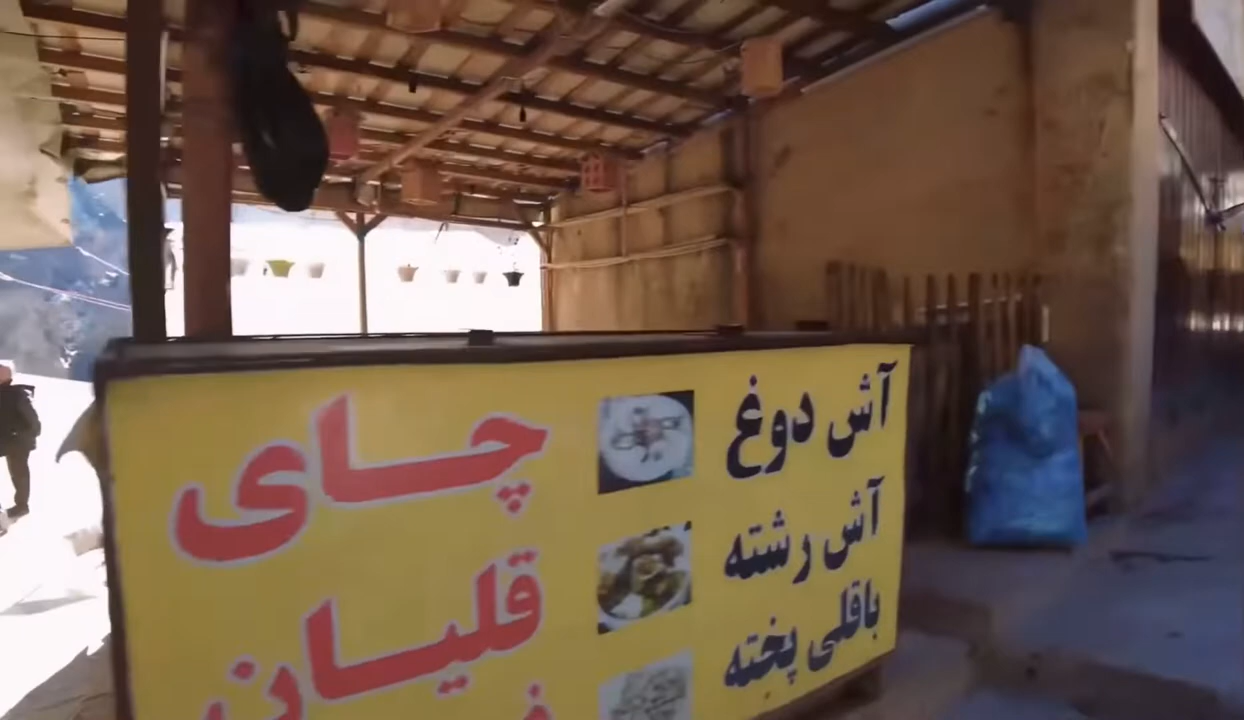 آش دوغ
آش رشته
باقلی پخته
چای
قلیان